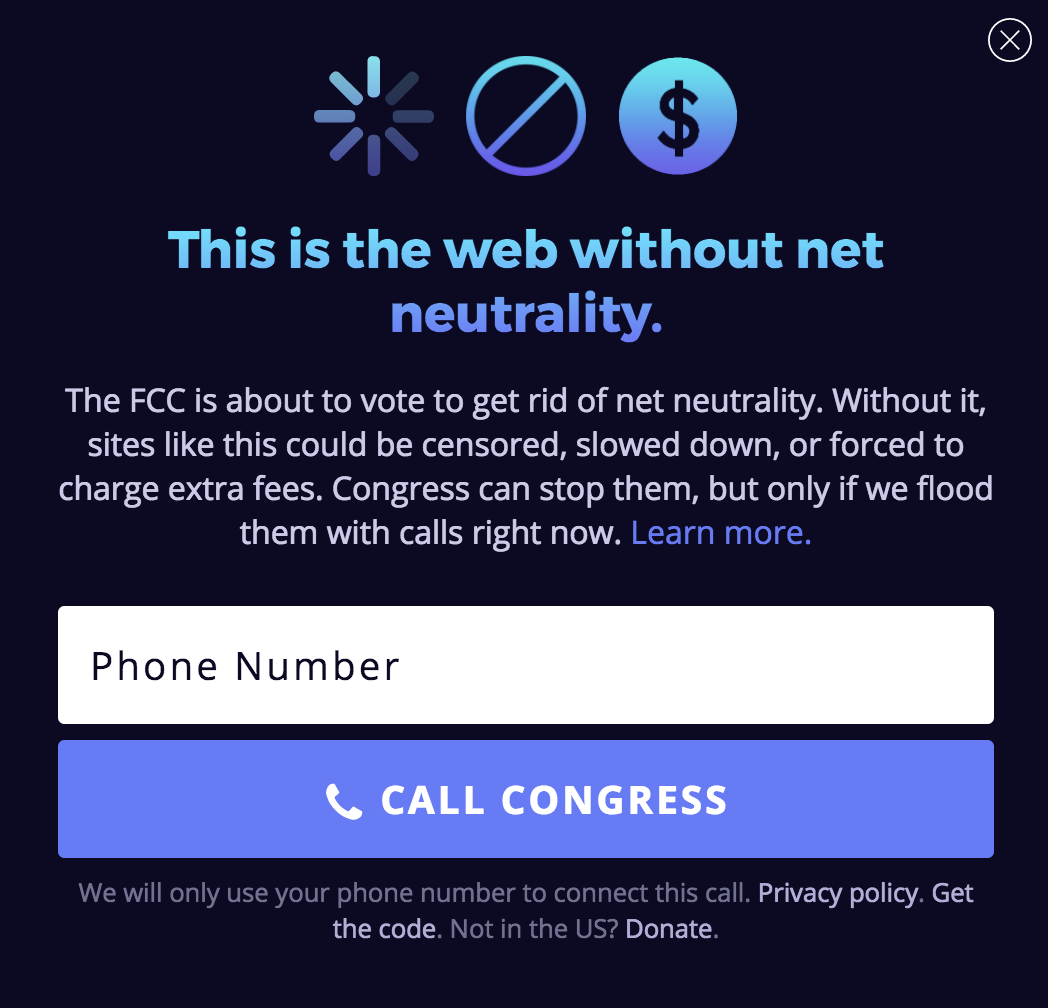 $
This is the web without net
neutrality.
The FCC is about to vote to get rid of net neutrality. Without it,
sites like this could be censored, slowed down, or forced to
charge extra fees. Congress can stop them, but only if we flood
them with calls right now. Learn more.
Phone Number
CALL CONGRESS
We will only use your phone number to connect this call. Privacy policy. Get
the code. Not in the US? Donate.